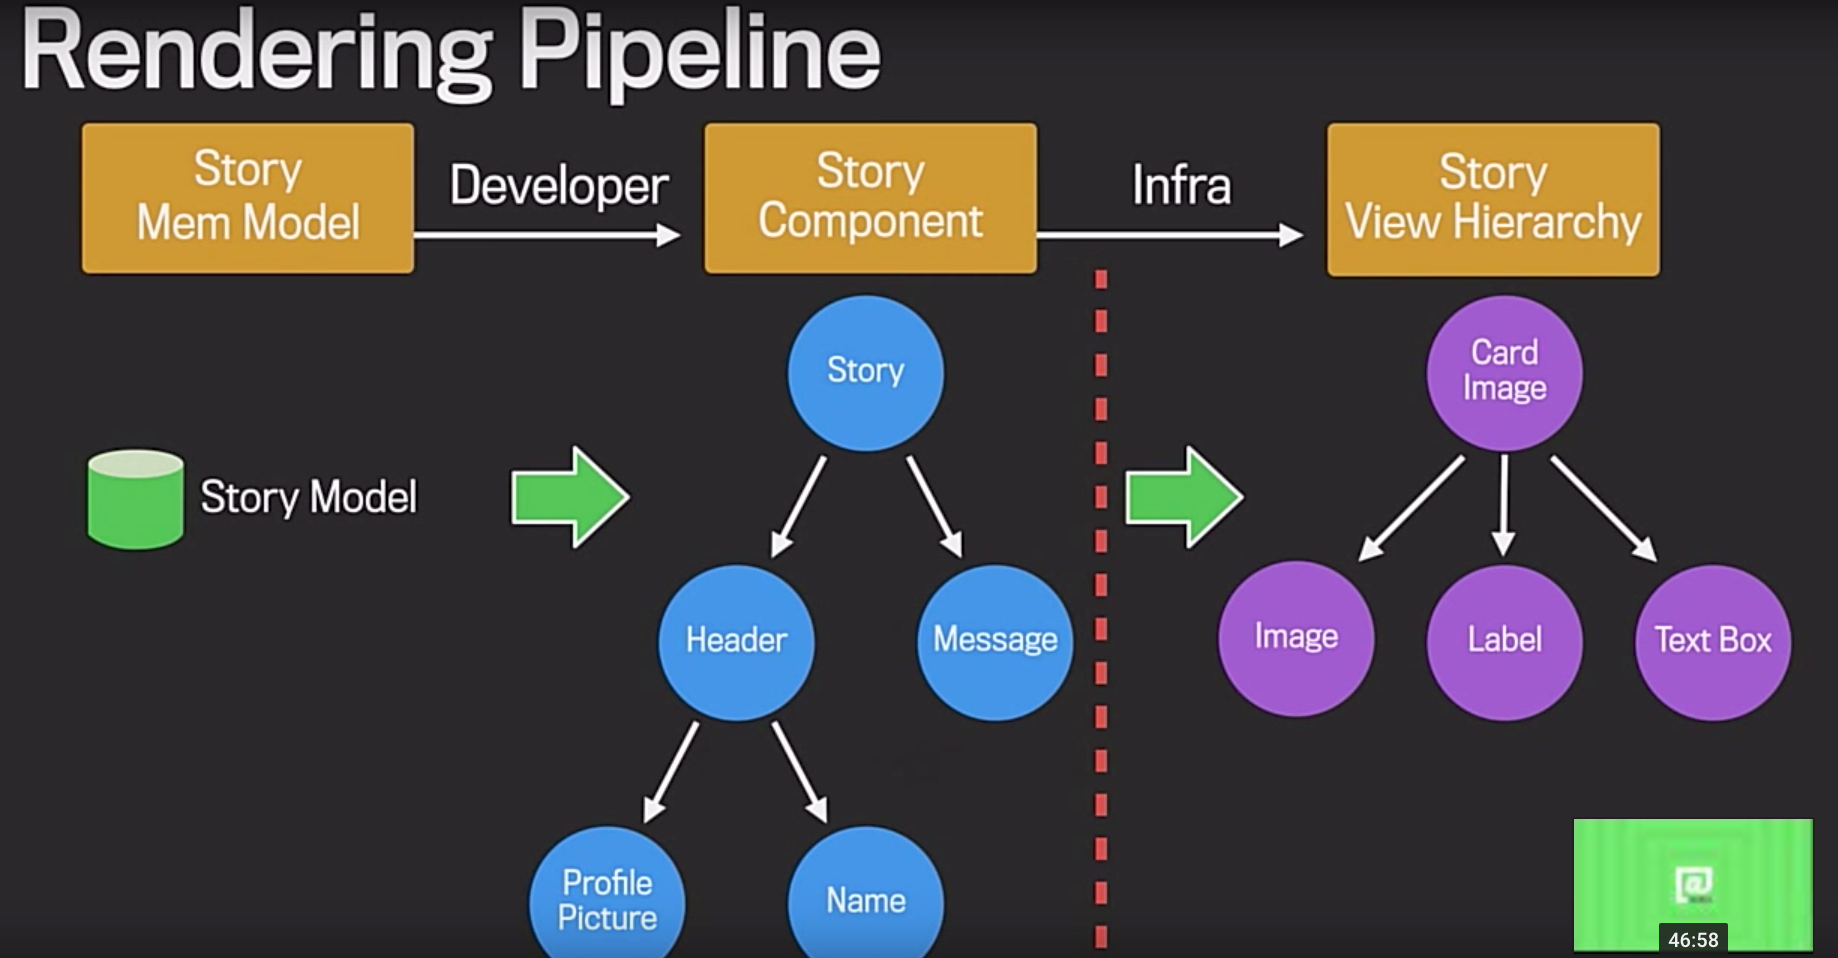 Rendering Pipeline
Story
Mem Model
Developer
Story
Component
Infra
Story
View Hierarchy
Story Model
Story
Header
Message
Profile
Picture
Name
Card
Image
Image
Label
Text Box
@
46:58